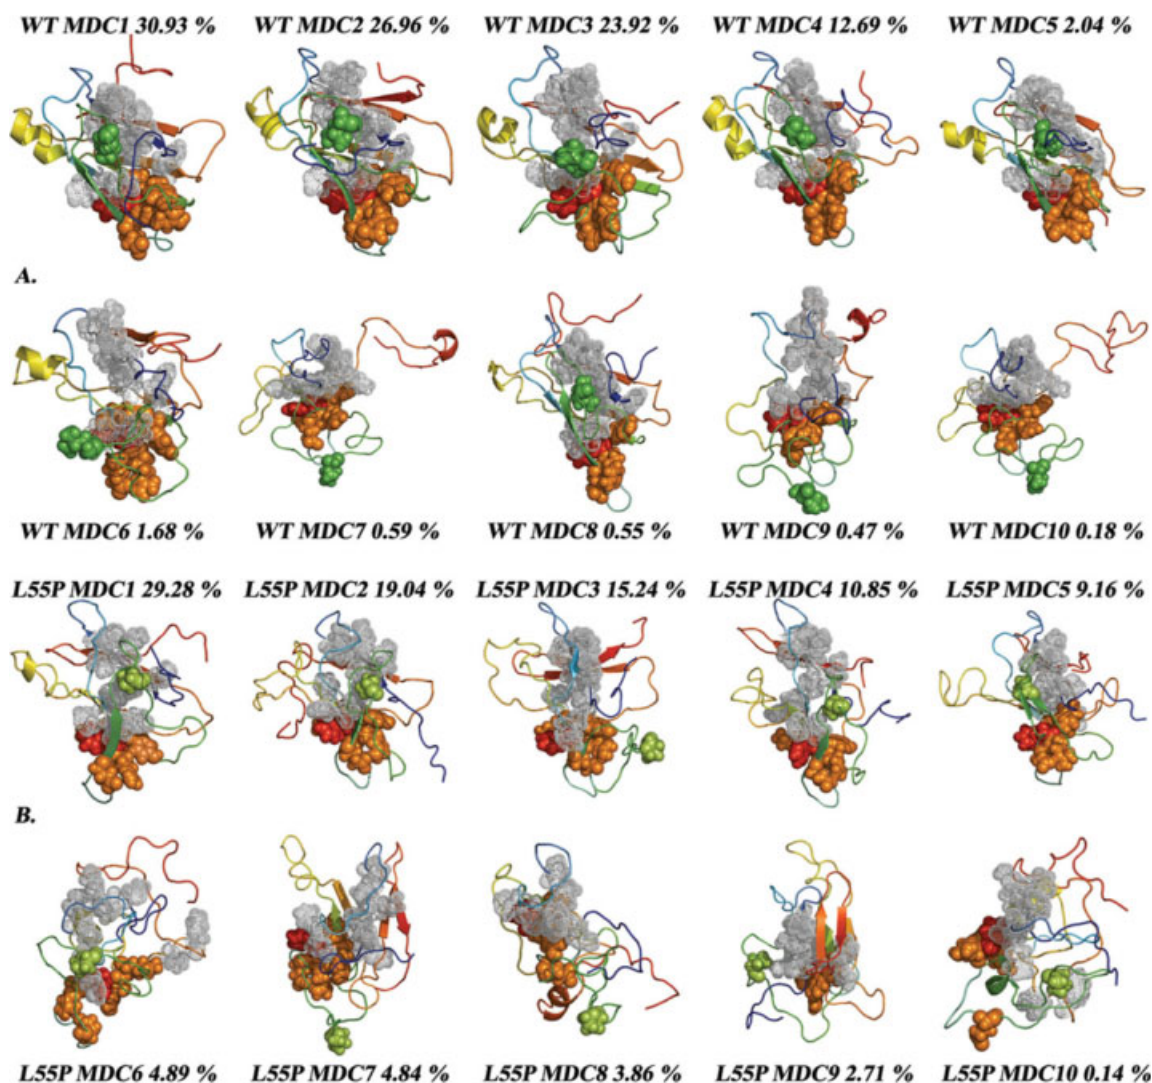 WT MDC1 30.93 % WT MDC2 26.96 % WT MDC3 23.92 % WT MDC4 12.69 % WT MDC5 2.04 %
A.
WT MDC6 1.68 % WT MDC7 0.59 % WT MDC8 0.55 % WT MDC9 0.47 % WT MDC10 0.18 %
L55P MDC1 29.28 % L55P MDC2 19.04 % L55P MDC3 15.24 % L55P MDC4 10.85 % L55P MDC5 9.16 %
B.
L55P MDC6 4.89 % L55P MDC7 4.84 % L55P MDC8 3.86 % L55P MDC9 2.71 % L55P MDC10 0.14 %